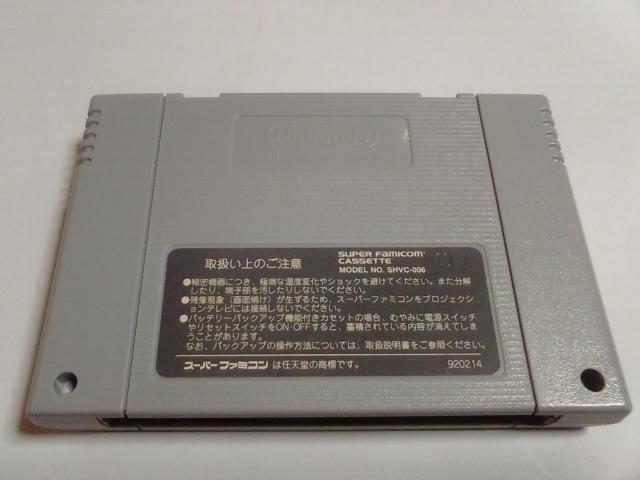 Nintendo
取扱い上のご注意
SUPER FAMICOM
CASSETTE
MODEL NO. SHVC-006
●精密機器につき、極端な温度変化やショックを避けてください。また分解
したり、端子部を汚したりしないでください。
●残像現象（画面焼け）が生ずるため、スーパーファミコンをプロジェクシ
ョンテレビには接続しないでください。
●バッテリーバックアップ機能付きカセットの場合、むやみに電源スイッチ
やリセットスイッチをON・OFFすると、蓄積されている内容が消えてしま
うことがあります。
なお、バックアップの操作方法については、取扱説明書をご参照ください。
スーパーファミコン は任天堂の商標です。 920214